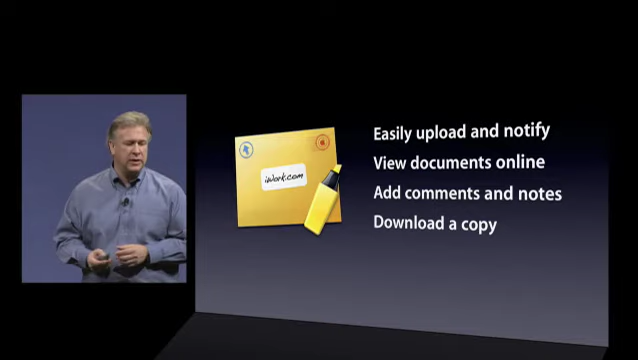 iWork.com
Easily upload and notify
View documents online
Add comments and notes
Download a copy